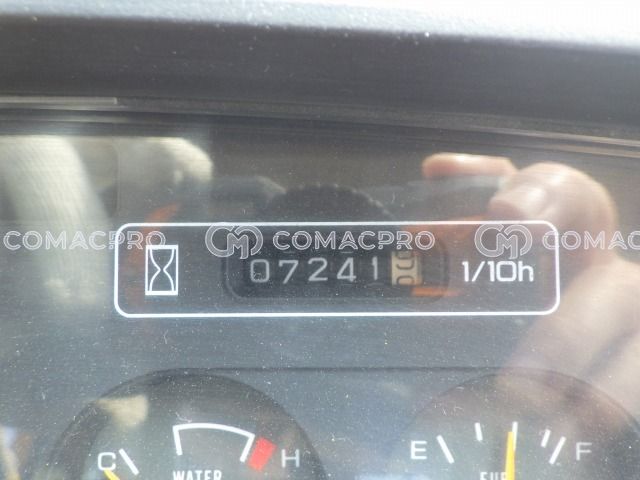 COMACPRO COMACPRO COMACPRO
07241 1/10h
C H E F
WATER